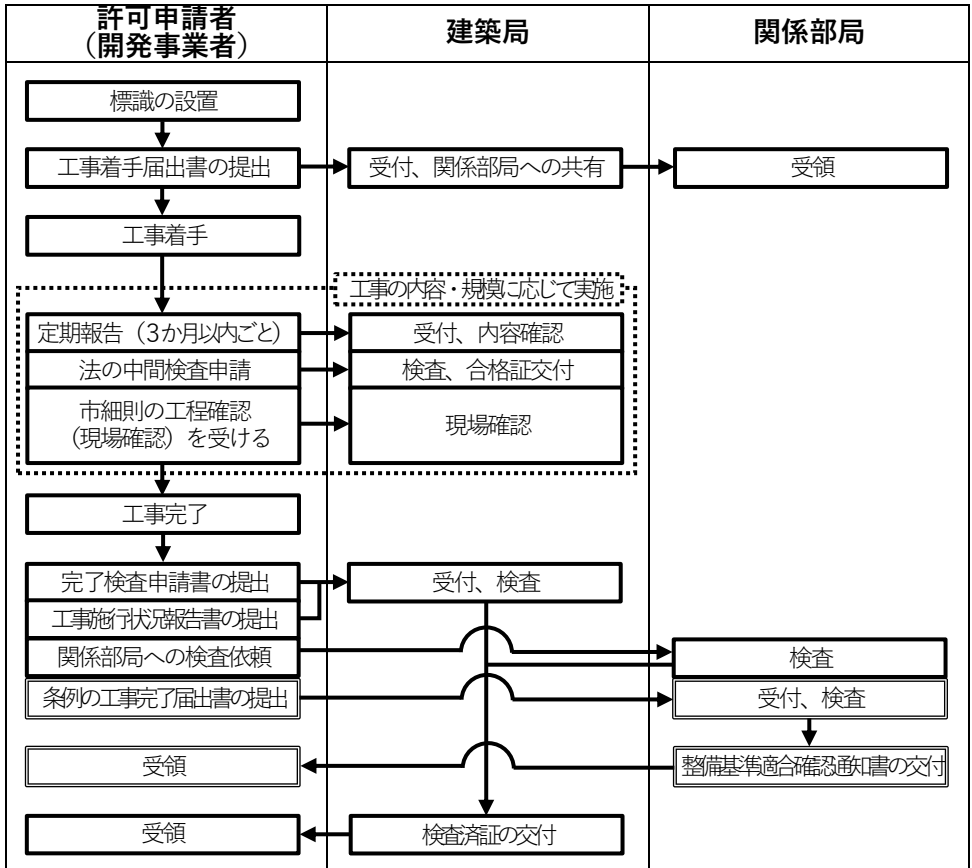 許可申請者
（開発事業者）
建築局
関係部局
標識の設置
工事着手届出書の提出
受付、関係部局への共有
受領
工事着手
工事の内容・規模に応じて実施
定期報告（3か月以内ごと）
受付、内容確認
法の中間検査申請
検査、合格証交付
市細則の工程確認
（現場確認）を受ける
現場確認
工事完了
完了検査申請書の提出
受付、検査
工事施行状況報告書の提出
関係部局への検査依頼
検査
条例の工事完了届出書の提出
受付、検査
受領
整備基準適合確認通知書の交付
受領
検査済証の交付